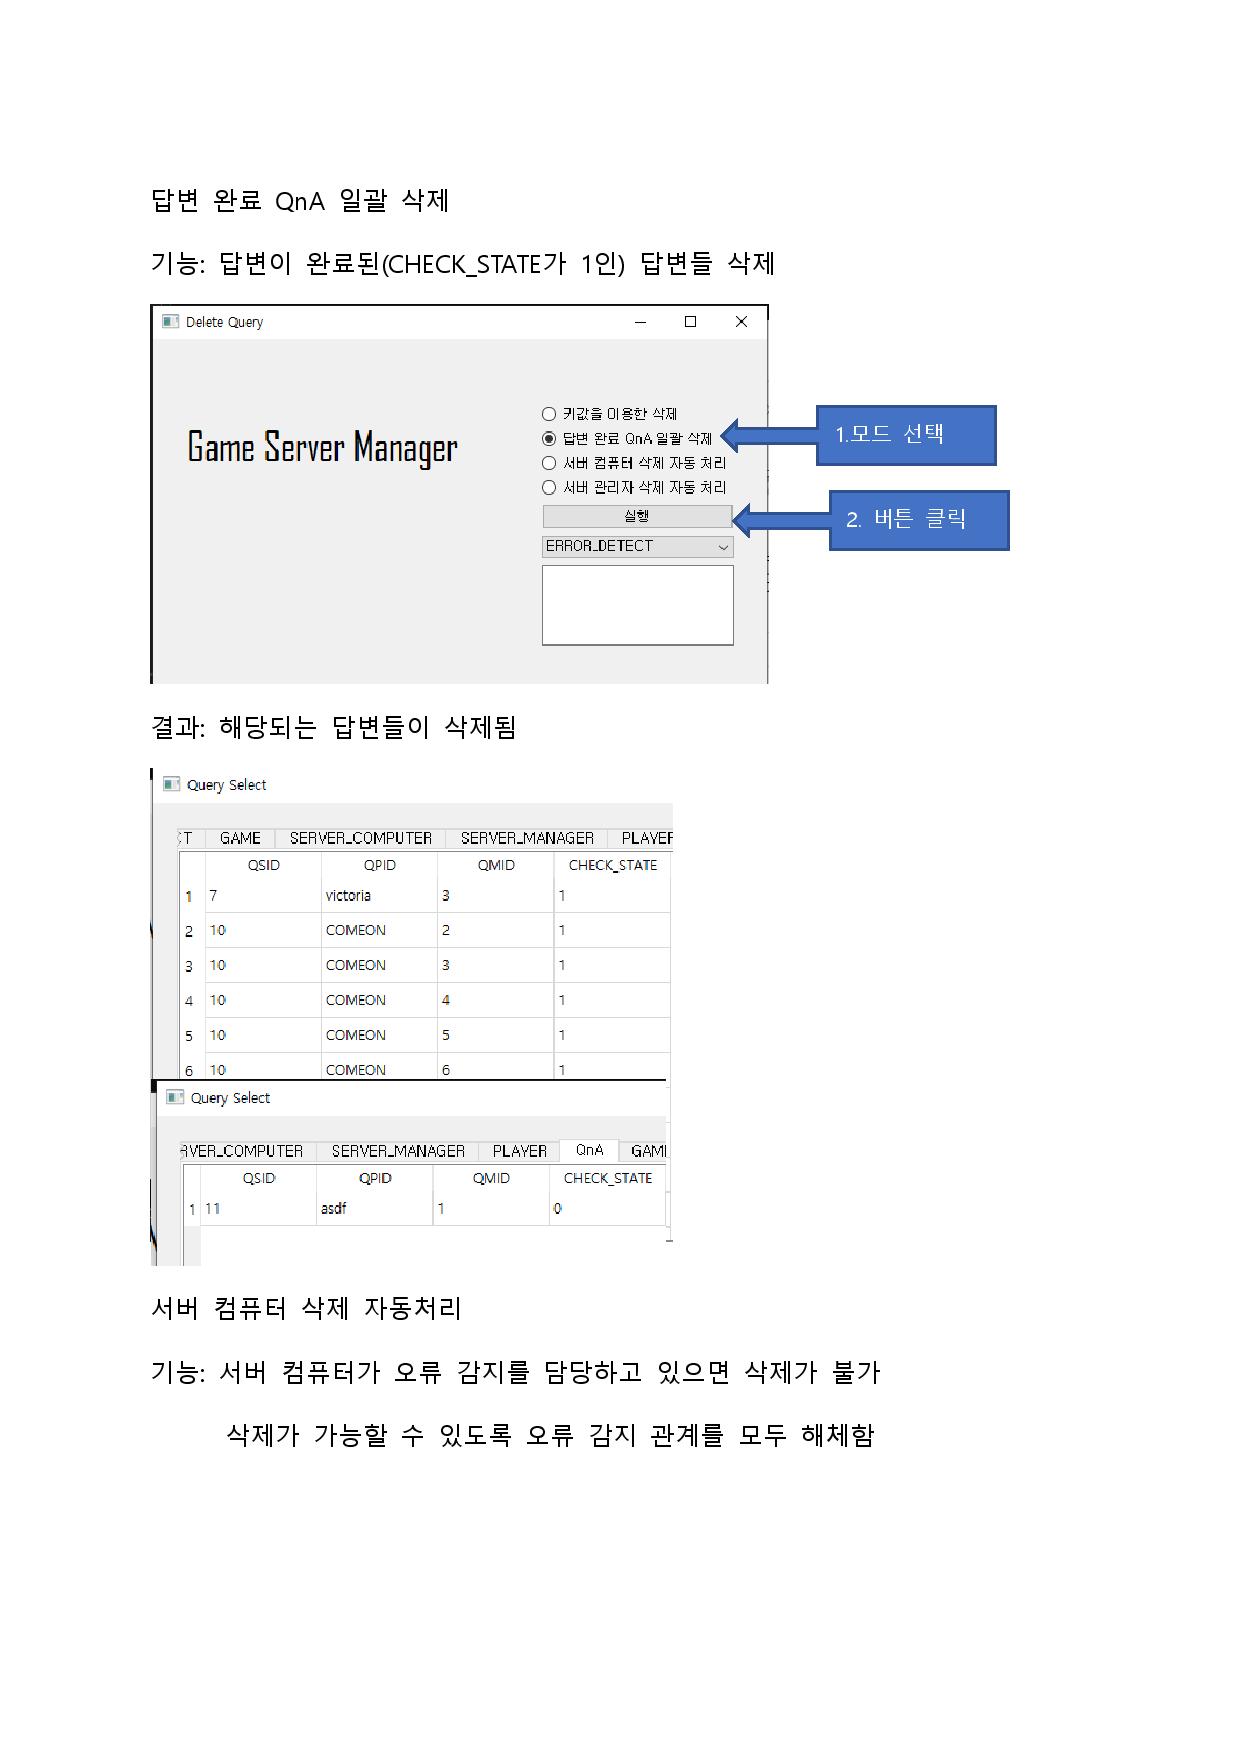 답변 완료 QnA 일괄 삭제
기능: 답변이 완료된(CHECK_STATE가 1인) 답변들 삭제
Delete Query
Game Server Manager
키값을 이용한 삭제
답변 완료 QnA 일괄 삭제
서버 컴퓨터 삭제 자동 처리
서버 관리자 삭제 자동 처리
실행
ERROR_DETECT
1.모드 선택
2. 버튼 클릭
결과: 해당되는 답변들이 삭제됨
Query Select
CT GAME SERVER_COMPUTER SERVER_MANAGER PLAYER
QSID QPID QMID CHECK_STATE
1 7 victoria 3 1
2 10 COMEON 2 1
3 10 COMEON 3 1
4 10 COMEON 4 1
5 10 COMEON 5 1
6 10 COMEON 6 1
Query Select
RVER_COMPUTER SERVER_MANAGER PLAYER QnA GAM
QSID QPID QMID CHECK_STATE
1 11 asdf 1 0
서버 컴퓨터 삭제 자동처리
기능: 서버 컴퓨터가 오류 감지를 담당하고 있으면 삭제가 불가
삭제가 가능할 수 있도록 오류 감지 관계를 모두 해체함